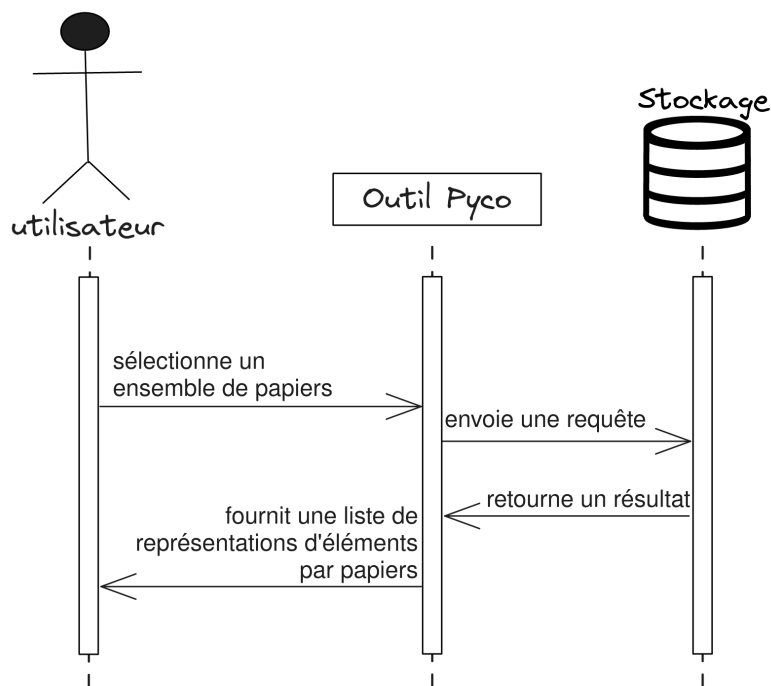 Stockage
Outil Pyco
utilisateur
sélectionne un
ensemble de papiers
envoie une requête
retourne un résultat
fournit une liste de
représentations d'éléments
par papiers